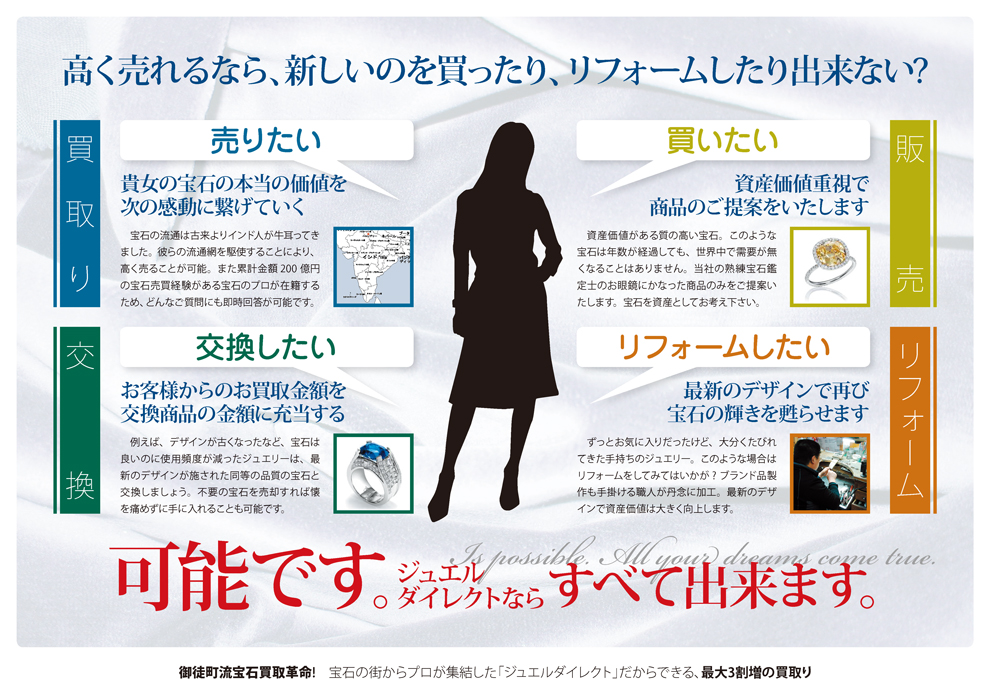 高く売れるなら、新しいのを買ったり、リフォームしたり出来ない?
買取り
売りたい
貴女の宝石の本当の価値を
次の感動に繋げていく
宝石の流通は古来よりインド人が牛耳ってき
ました。彼らの流通網を駆使することにより、
高く売ることが可能。また累計金額200億円
の宝石売買経験がある宝石のプロが在籍する
ため、どんなご質問にも即時回答が可能です。
インド
販売
買いたい
資産価値重視で
商品のご提案をいたします
資産価値がある質の高い宝石。このような
宝石は年数が経過しても、世界中で需要が無
くなることはありません。当社の熟練宝石鑑
定士のお眼鏡にかなった商品のみをご提案い
たします。宝石を資産としてお考え下さい。
交換
交換したい
お客様からのお買取金額を
交換商品の金額に充当する
例えば、デザインが古くなったなど、宝石は
良いのに使用頻度が減ったジュエリーは、最
新のデザインが施された同等の品質の宝石と
交換しましょう。不要の宝石を売却すれば懐
を痛めずに手に入れることも可能です。
リフォーム
リフォームしたい
最新のデザインで再び
宝石の輝きを甦らせます
ずっとお気に入りだったけど、大分くたびれ
てきた手持ちのジュエリー。このような場合は
リフォームをしてみてはいかが?ブランド品製
作も手掛ける職人が丹念に加工。最新のデザ
インで資産価値は大きく向上します。
Is possible. All your dreams come true.
可能です。ジュエルダイレクトならすべて出来ます。
御徒町流宝石買取革命! 宝石の街からプロが集結した「ジュエルダイレクト」だからできる、最大3割増の買取り